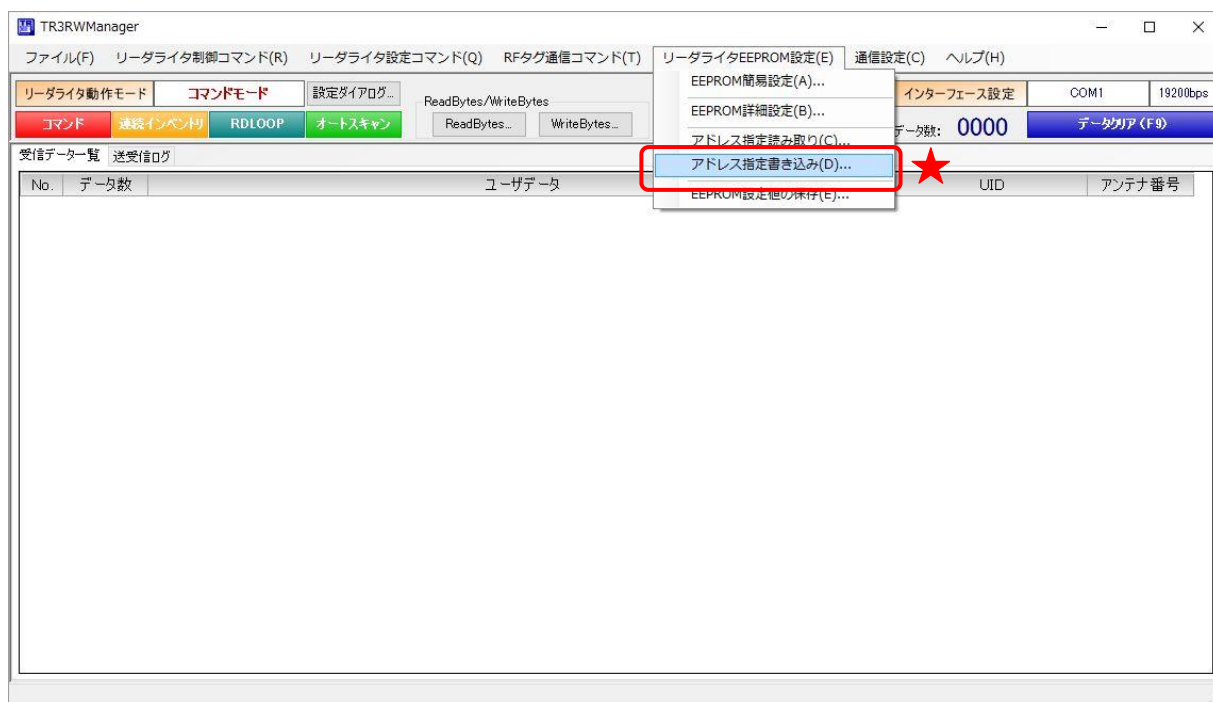 TR3RWManager
ファイル(F) リーダライタ制御コマンド(R) リーダライタ設定コマンド(Q) RFタグ通信コマンド(T) リーダライタEEPROM設定(E) 通信設定(C) ヘルプ(H)
EEPROM簡易設定(A)...
EEPROM詳細設定(B)...
アドレス指定読み取り(C)...
アドレス指定書き込み(D)...
EEPROM設定値の保存(E)...
リーダライタ動作モード コマンドモード 設定ダイアログ... ReadBytes/WriteBytes インターフェース設定 COM1 19200bps
コマンド 連続インベントリ RDLOOP オートスキャン ReadBytes... WriteBytes... データ数: 0000 データクリア(F9)
受信データ一覧 送受信ログ
No. データ数 ユーザデータ UID アンテナ番号